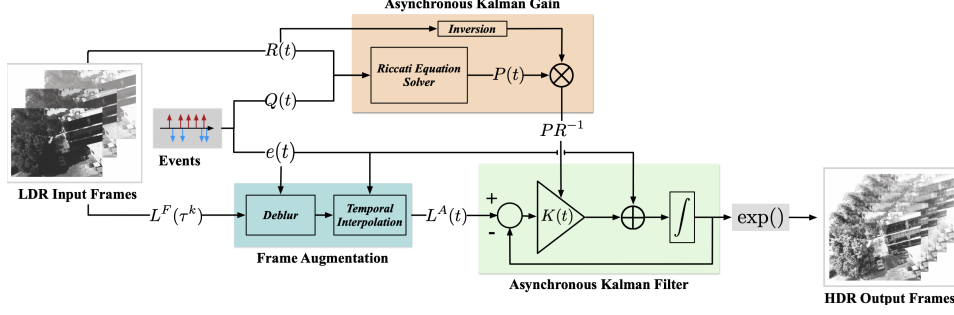 Asynchronous Kalman Gain
R(t)
Inversion
Riccati Equation
Solver
P(t)
Q(t)
PR⁻¹
Events
e(t)
LDR Input Frames
L^F(τ^k)
Deblur
Temporal
Interpolation
L^A(t)
+
-
K(t)
∫
exp()
Frame Augmentation
Asynchronous Kalman Filter
HDR Output Frames